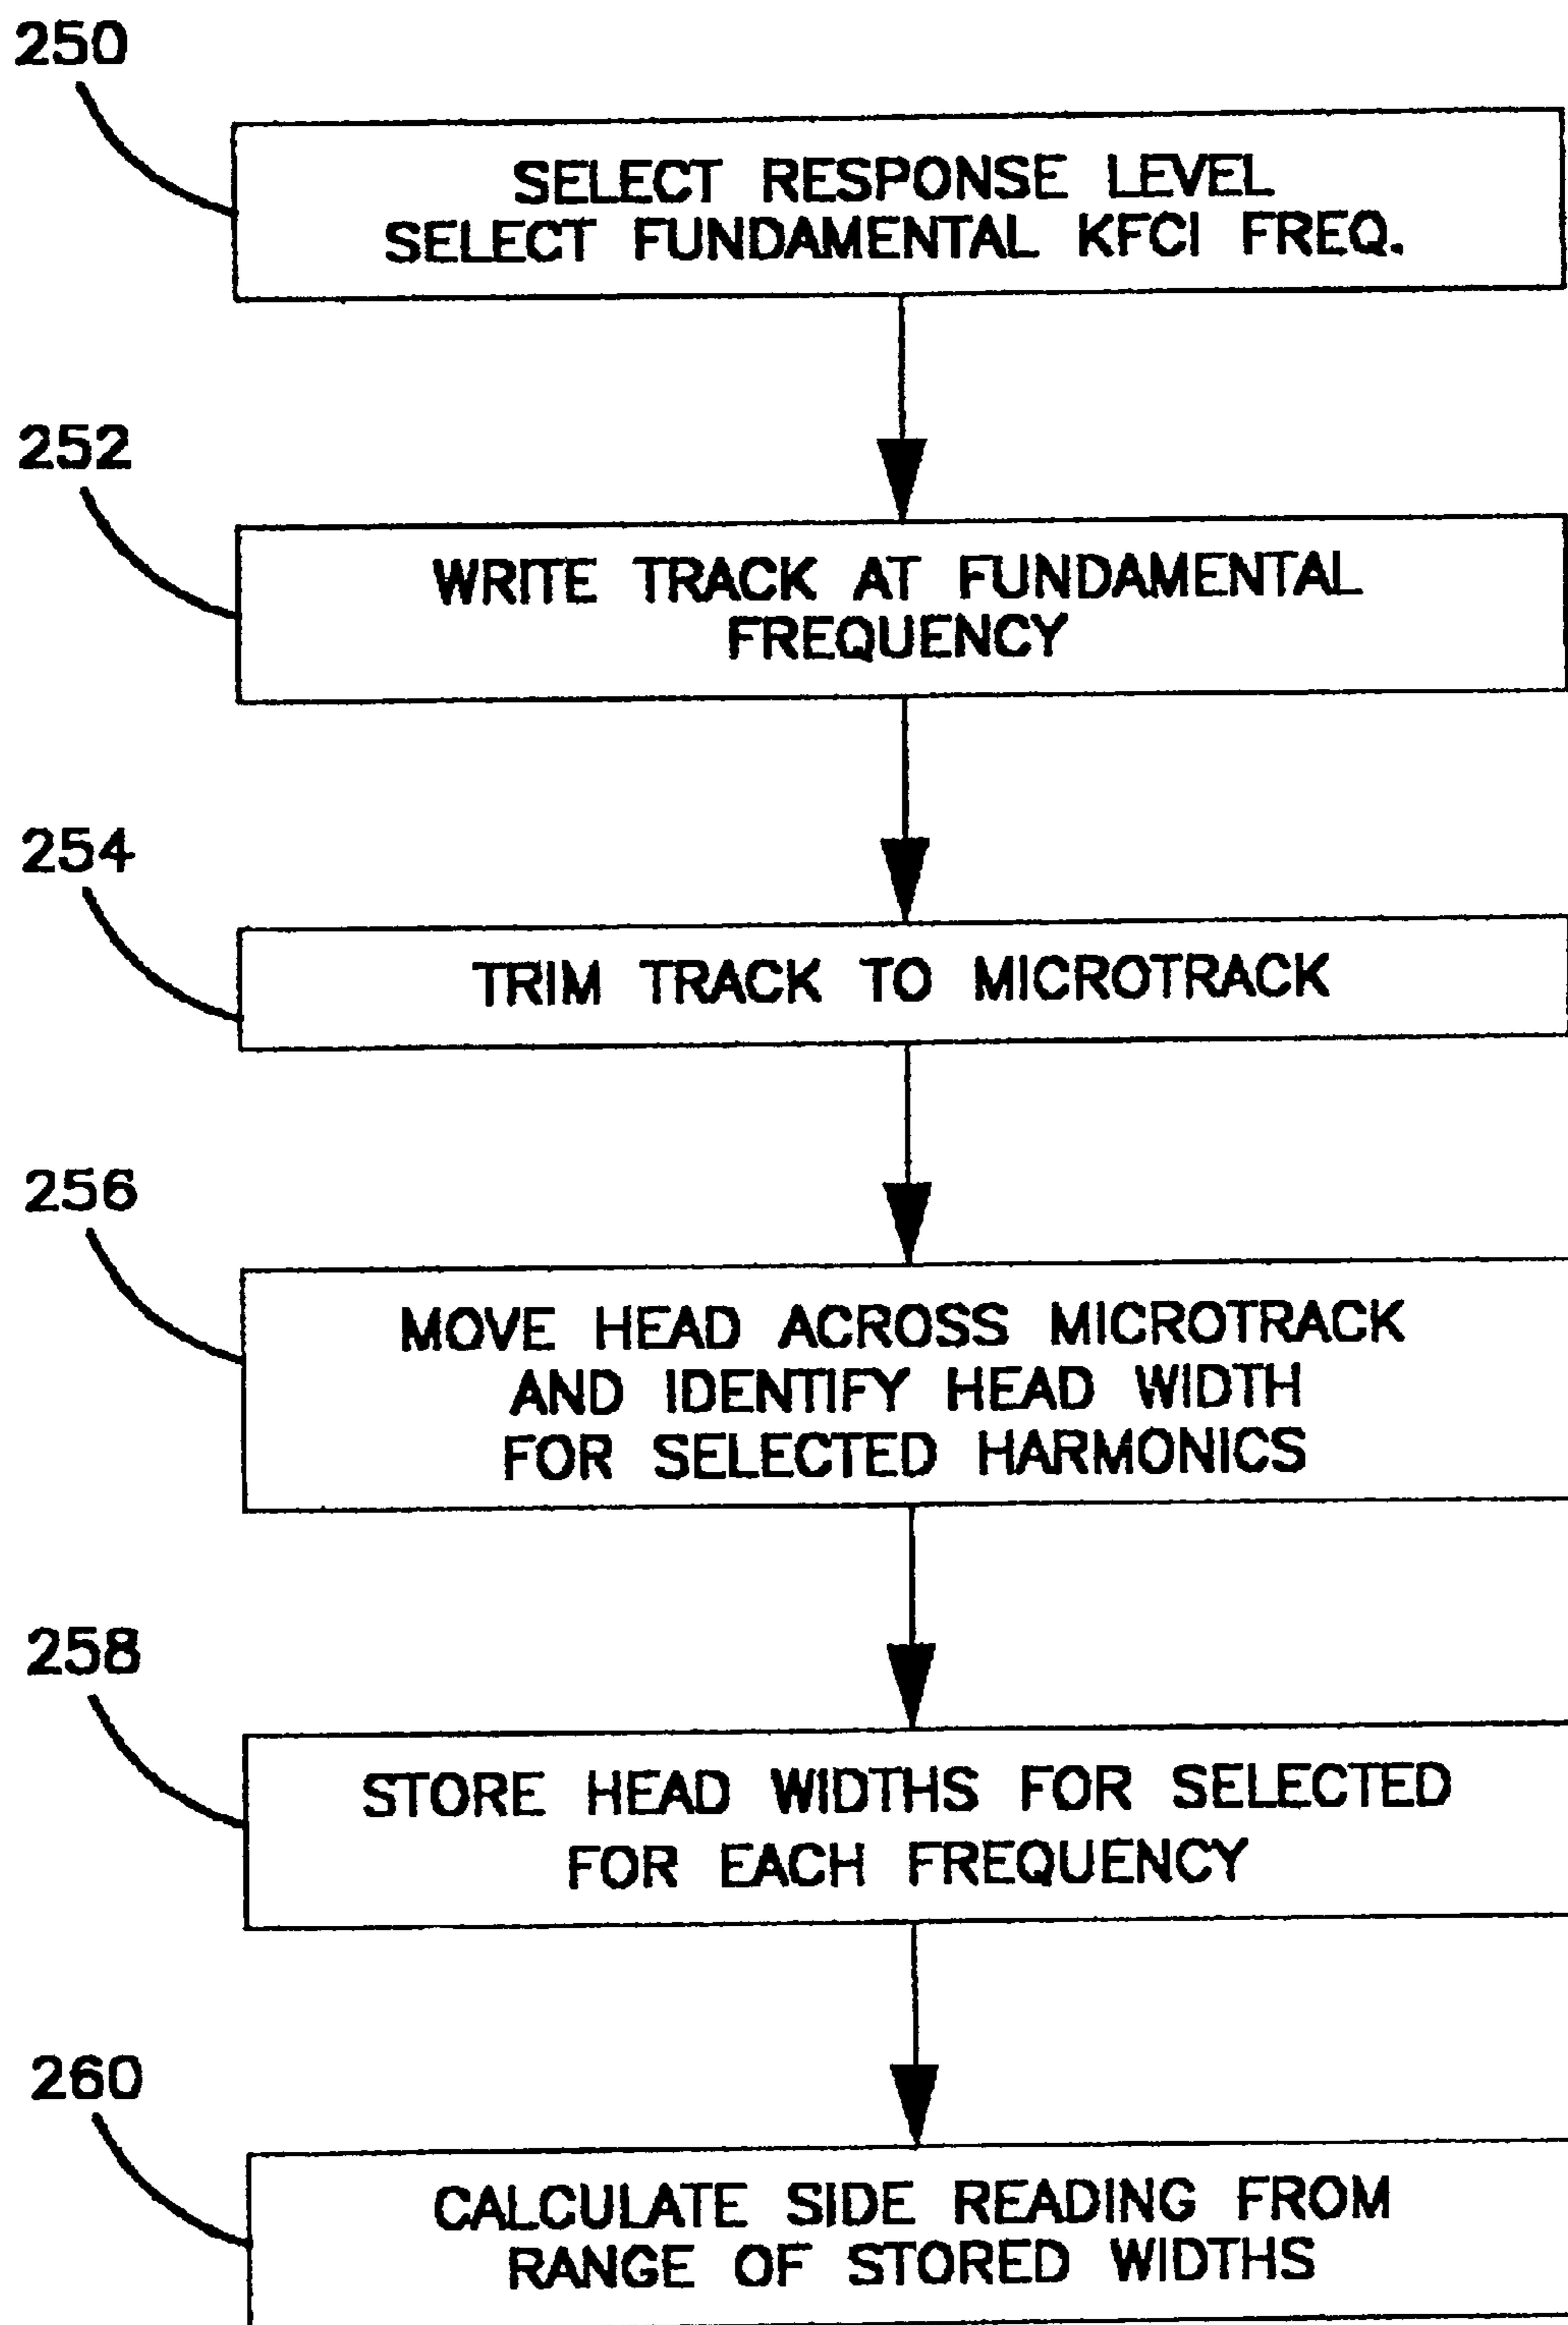 250
SELECT RESPONSE LEVEL
SELECT FUNDAMENTAL KFCI FREQ.
252
WRITE TRACK AT FUNDAMENTAL
FREQUENCY
254
TRIM TRACK TO MICROTRACK
256
MOVE HEAD ACROSS MICROTRACK
AND IDENTIFY HEAD WIDTH
FOR SELECTED HARMONICS
258
STORE HEAD WIDTHS FOR SELECTED
FOR EACH FREQUENCY
260
CALCULATE SIDE READING FROM
RANGE OF STORED WIDTHS